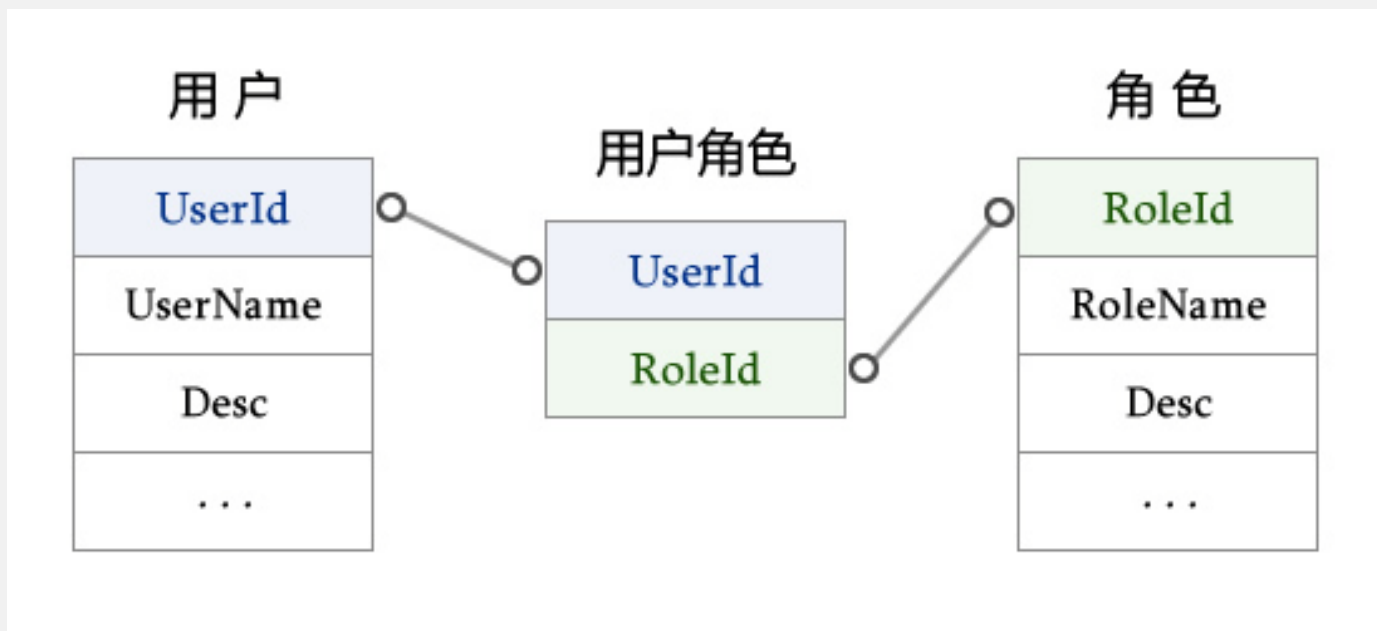 用 户
UserId
UserName
Desc
...
用户角色
UserId
RoleId
角 色
RoleId
RoleName
Desc
...